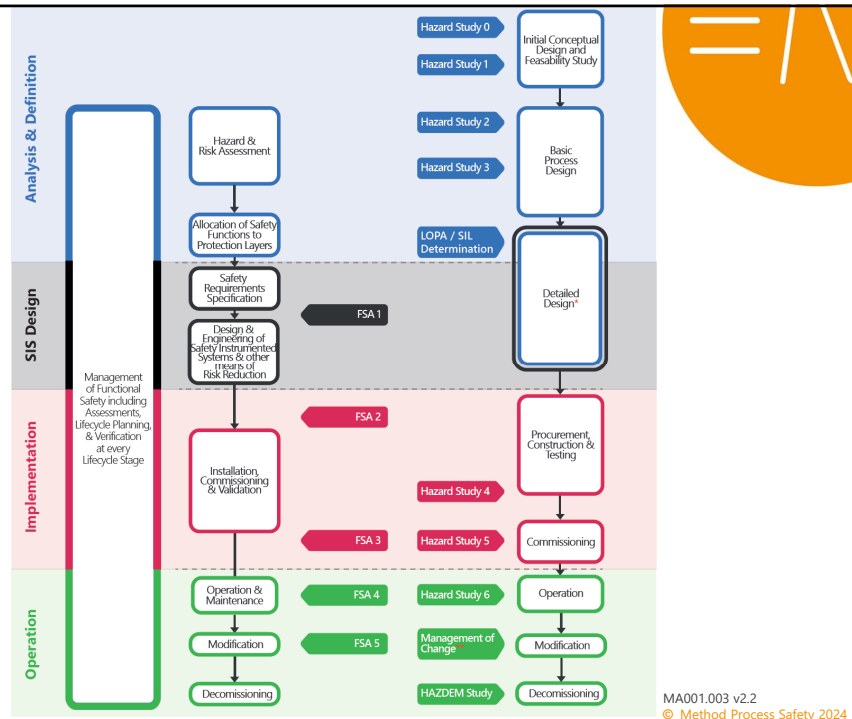 Analysis & Definition
SIS Design
Implementation
Operation
Management
of Functional
Safety including
Assessments,
Lifecycle Planning,
& Verification
at every
Lifecycle Stage
Hazard &
Risk Assessment
Allocation of Safety
Functions to
Protection Layers
Safety
Requirements
Specification
Design &
Engineering of
Safety Instrumented
Systems & other
means of
Risk Reduction
Installation,
Commissioning
& Validation
Operation &
Maintenance
Modification
Decomissioning
FSA 1
FSA 2
FSA 3
FSA 4
FSA 5
Hazard Study 0
Hazard Study 1
Hazard Study 2
Hazard Study 3
LOPA / SIL
Determination
Hazard Study 4
Hazard Study 5
Hazard Study 6
Management of
Change
HAZDEM Study
Initial Conceptual
Design and
Feasability Study
Basic
Process
Design
Detailed
Design*
Procurement,
Construction &
Testing
Commissioning
Operation
Modification
Decomissioning
MA001.003 v2.2
© Method Process Safety 2024